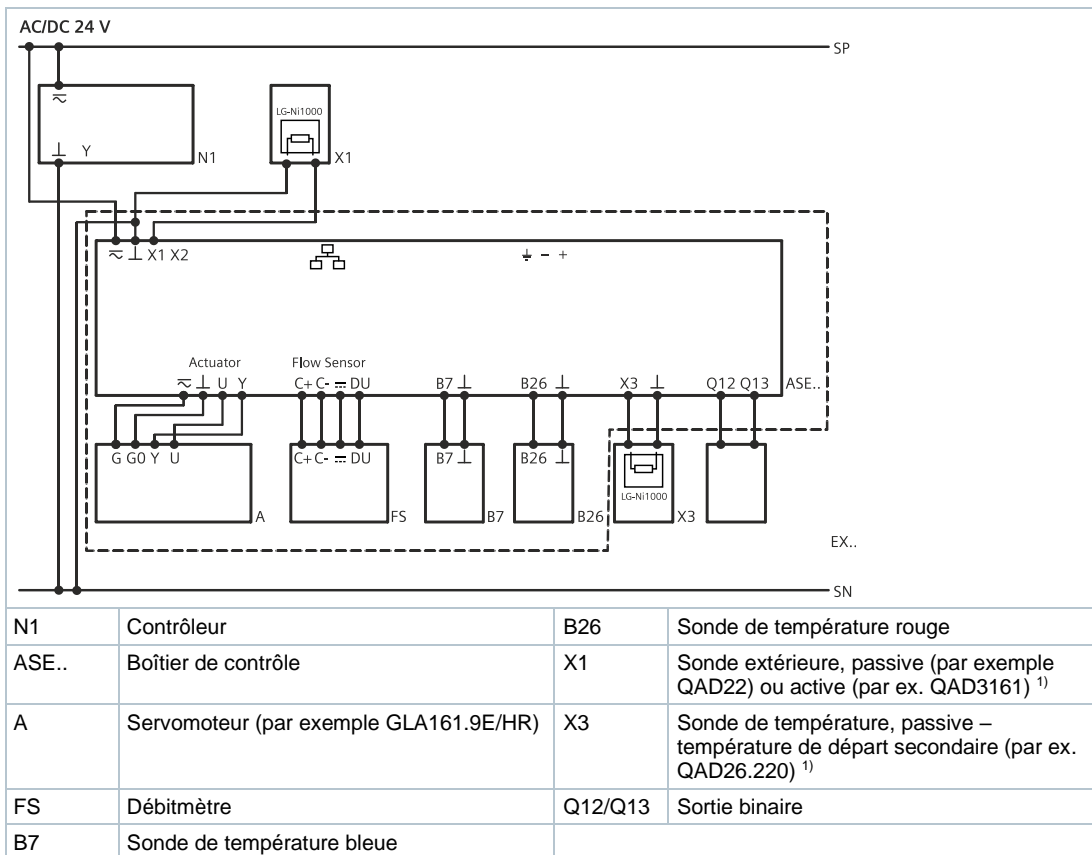 AC/DC 24 V
SP
LG-Ni1000
⊥ Y
N1
X1
⊥ X1 X2
- +
Actuator Flow Sensor
⊥ U Y C+ C- DU B7 ⊥ B26 ⊥ X3 ⊥ Q12 Q13 ASE..
G G0 Y U C+ C- DU B7 ⊥ B26 ⊥
LG-Ni1000
A FS B7 B26 X3
EX..
SN
N1 Contrôleur B26 Sonde de température rouge
ASE.. Boîtier de contrôle X1 Sonde extérieure, passive (par exemple
QAD22) ou active (par ex. QAD3161) 1)
A Servomoteur (par exemple GLA161.9E/HR) X3 Sonde de température, passive –
température de départ secondaire (par ex.
QAD26.220) 1)
FS Débitmètre Q12/Q13 Sortie binaire
B7 Sonde de température bleue